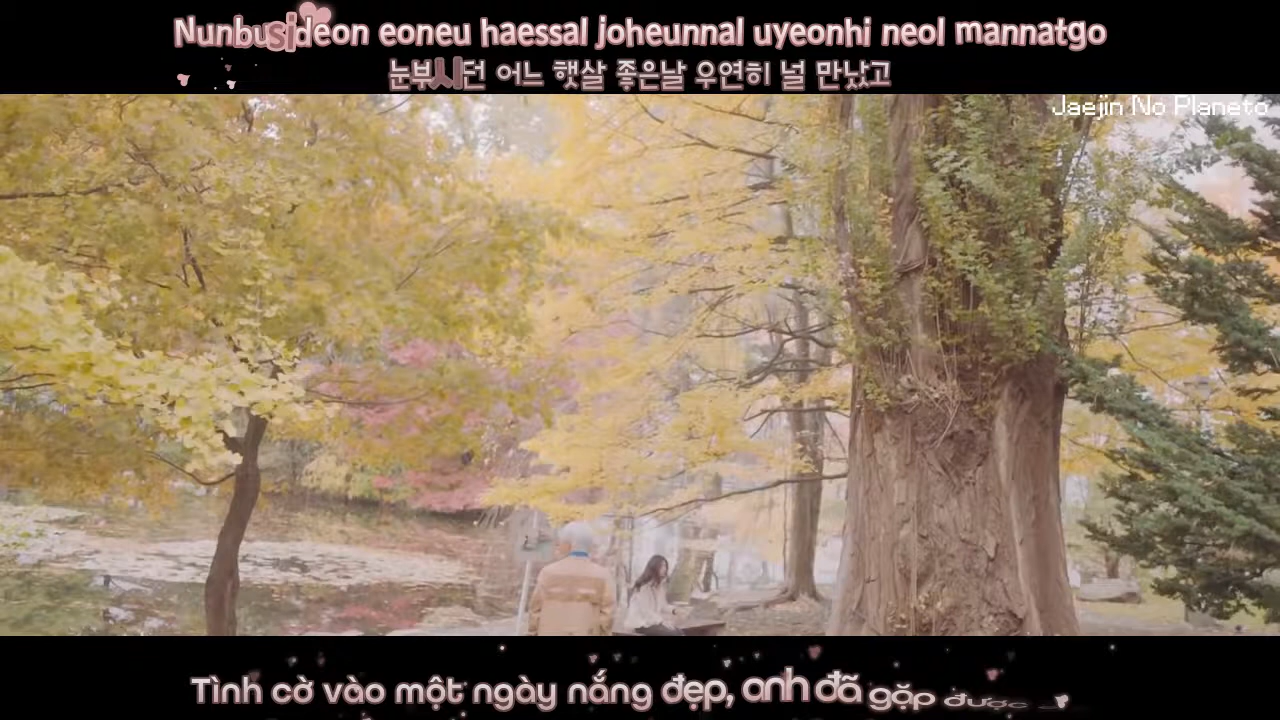 Nunbusideon eoneu haessal joheunnal uyeonhi neol mannatgo
눈부시던 어느 햇살 좋은날 우연히 널 만났고
Jaejin No Planeto
Tình cờ vào một ngày nắng đẹp, anh đã gặp được